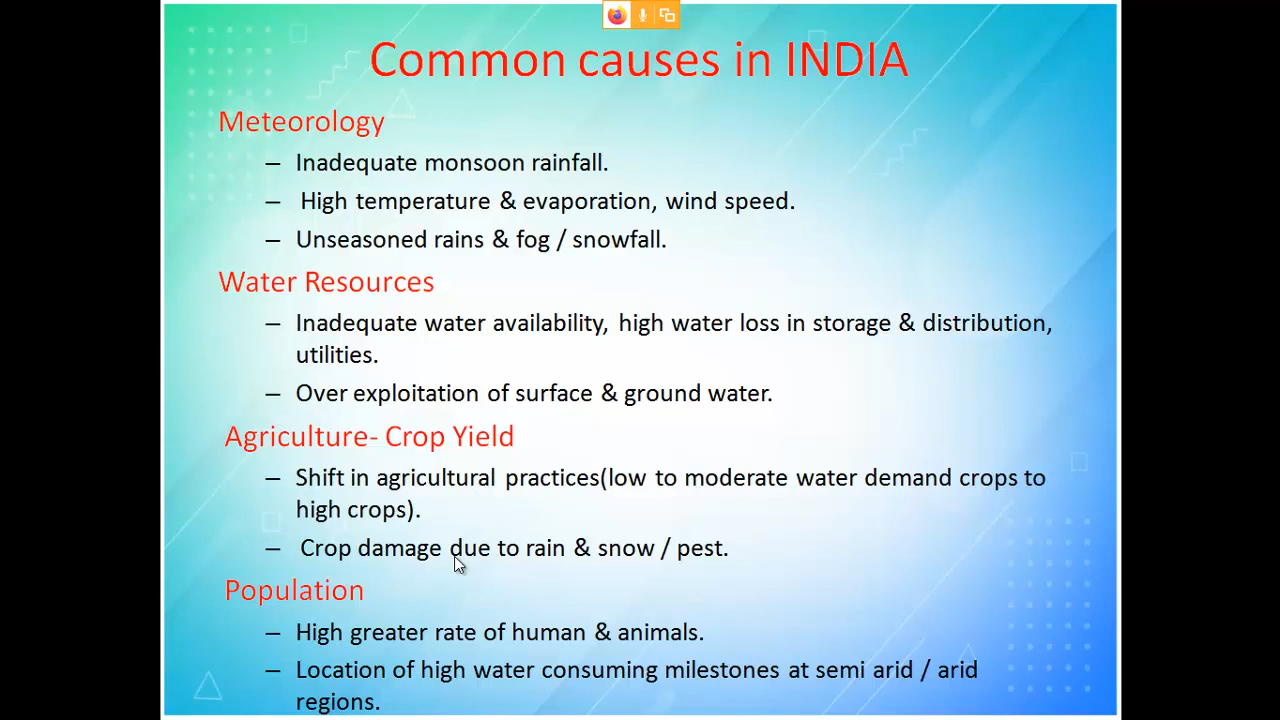 Common causes in INDIA
Meteorology
– Inadequate monsoon rainfall.
– High temperature & evaporation, wind speed.
– Unseasoned rains & fog / snowfall.
Water Resources
– Inadequate water availability, high water loss in storage & distribution,
utilities.
– Over exploitation of surface & ground water.
Agriculture- Crop Yield
– Shift in agricultural practices(low to moderate water demand crops to
high crops).
– Crop damage due to rain & snow / pest.
Population
– High greater rate of human & animals.
– Location of high water consuming milestones at semi arid / arid
regions.